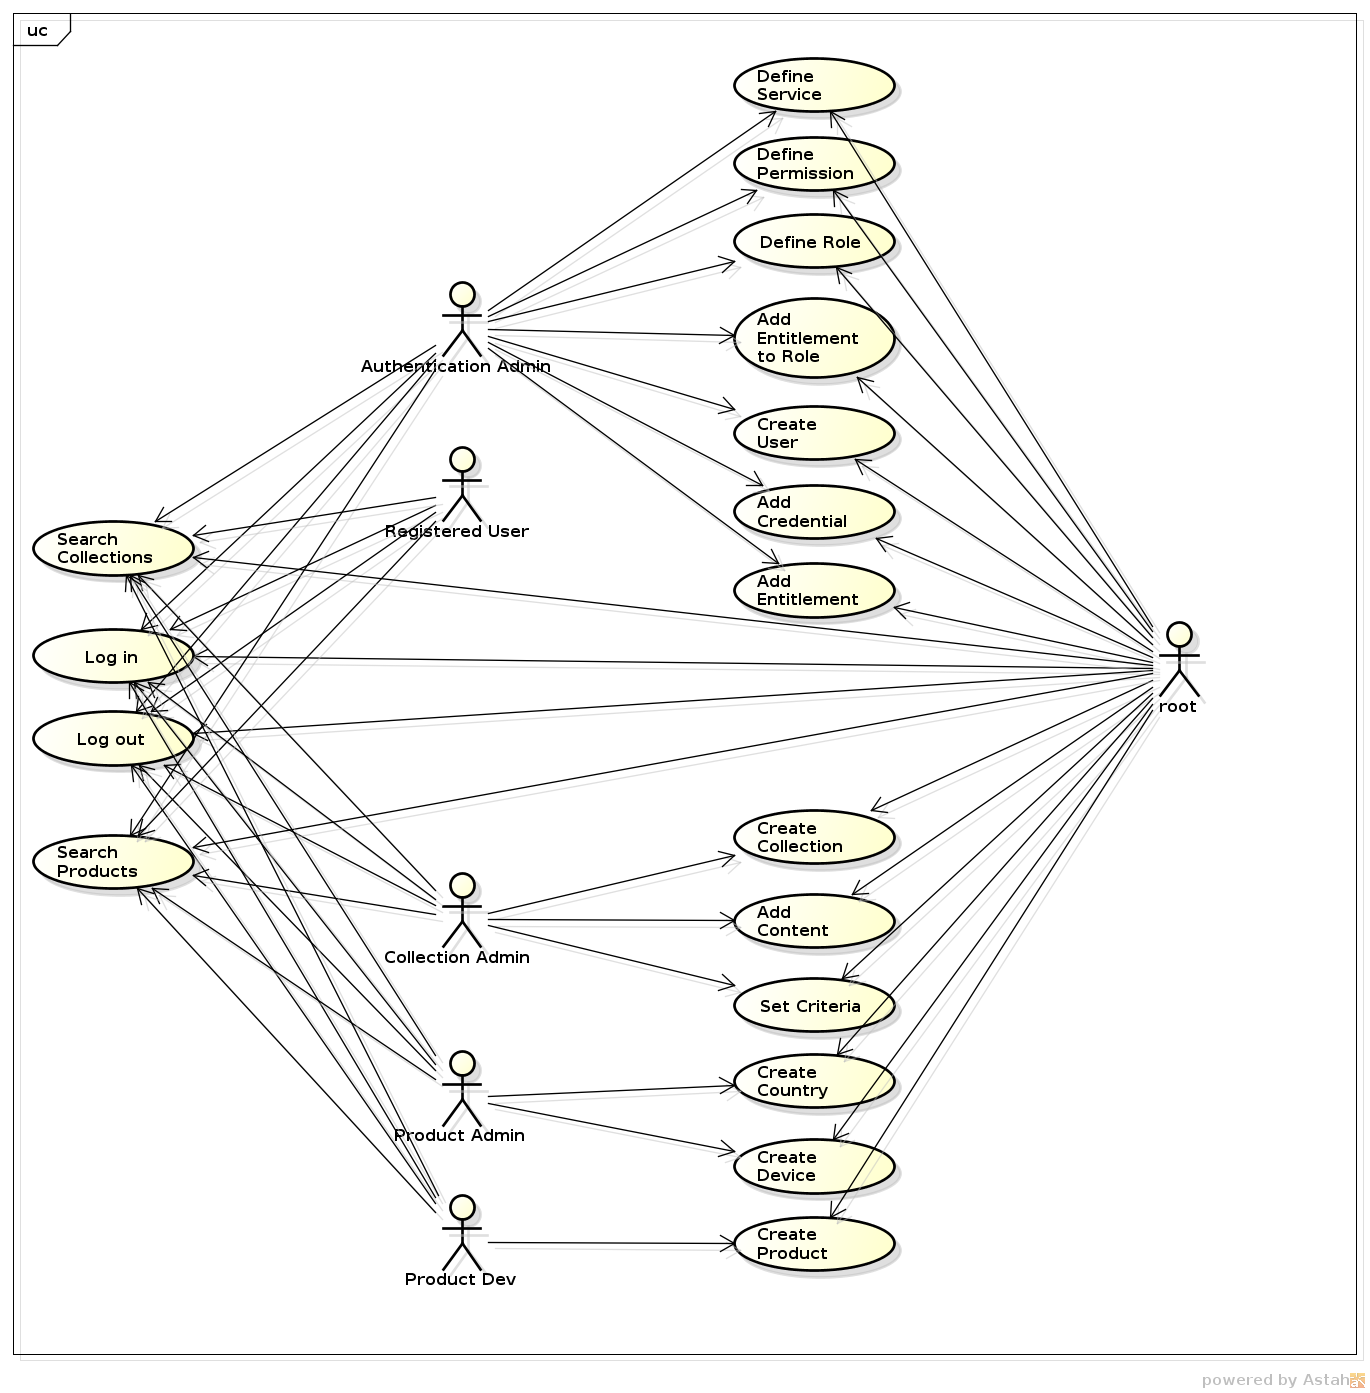 uc
Define
Service
Define
Permission
Define Role
Add
Entitlement
to Role
Authentication Admin
Create
User
Add
Credential
Registered User
Search
Collections
Add
Entitlement
Log in
root
Log out
Create
Collection
Search
Products
Add
Content
Collection Admin
Set Criteria
Create
Country
Product Admin
Create
Device
Create
Product
Product Dev
powered by Astah